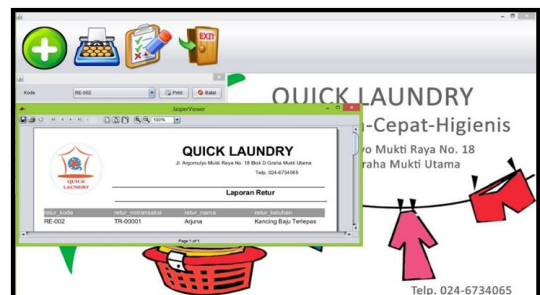 EXIT
Kode
RE-002
Print
Batal
QUICK LAUNDRY
-Cepat-Higienis
yo Mukti Raya No. 18
raha Mukti Utama
JasperViewer
100%
QUICK
LAUNDRY
QUICK LAUNDRY
Jl. Argomulyo Mukti Raya No. 18 Blok D Graha Mukti Utama
Telp. 024-6734065
Laporan Retur
retur_kode retur_notransaksi retur_nama retur_keluhan
RE-002 TR-00001 Arjuna Kancing Baju Terlepas
Page 1 of 1
Telp. 024-6734065